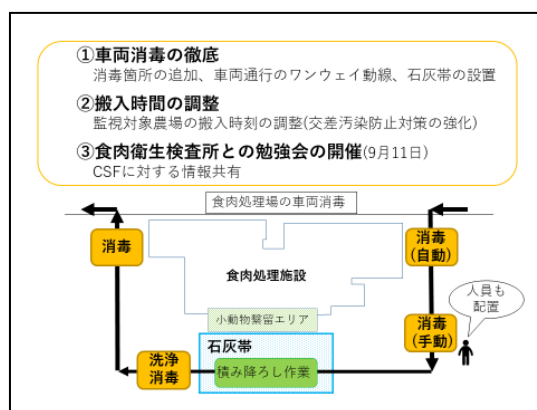 ①車両消毒の徹底
消毒箇所の追加、車両通行のワンウェイ動線、石灰帯の設置
②搬入時間の調整
監視対象農場の搬入時刻の調整(交差汚染防止対策の強化)
③食肉衛生検査所との勉強会の開催(9月11日)
CSFに対する情報共有
食肉処理場の車両消毒
消毒
消毒
(自動)
食肉処理施設
人員も
配置
小動物繋留エリア
消毒
(手動)
石灰帯
洗浄
消毒
積み降ろし作業